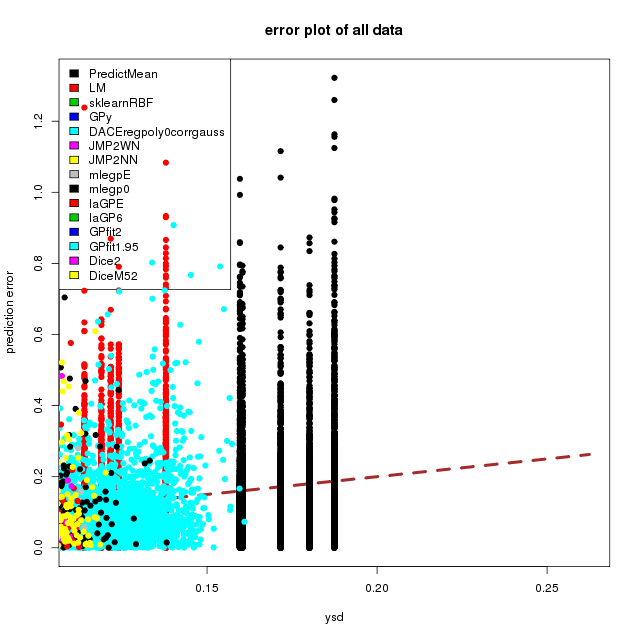 error plot of all data
PredictMean
LM
sklearnRBF
GPy
DACEregpoly0corrgauss
JMP2WN
JMP2NN
mlegpE
mlegp0
laGPE
laGP6
GPfit2
GPfit1.95
Dice2
DiceM52
prediction error
1.2
1.0
0.8
0.6
0.4
0.2
0.0
0.15
0.20
0.25
ysd